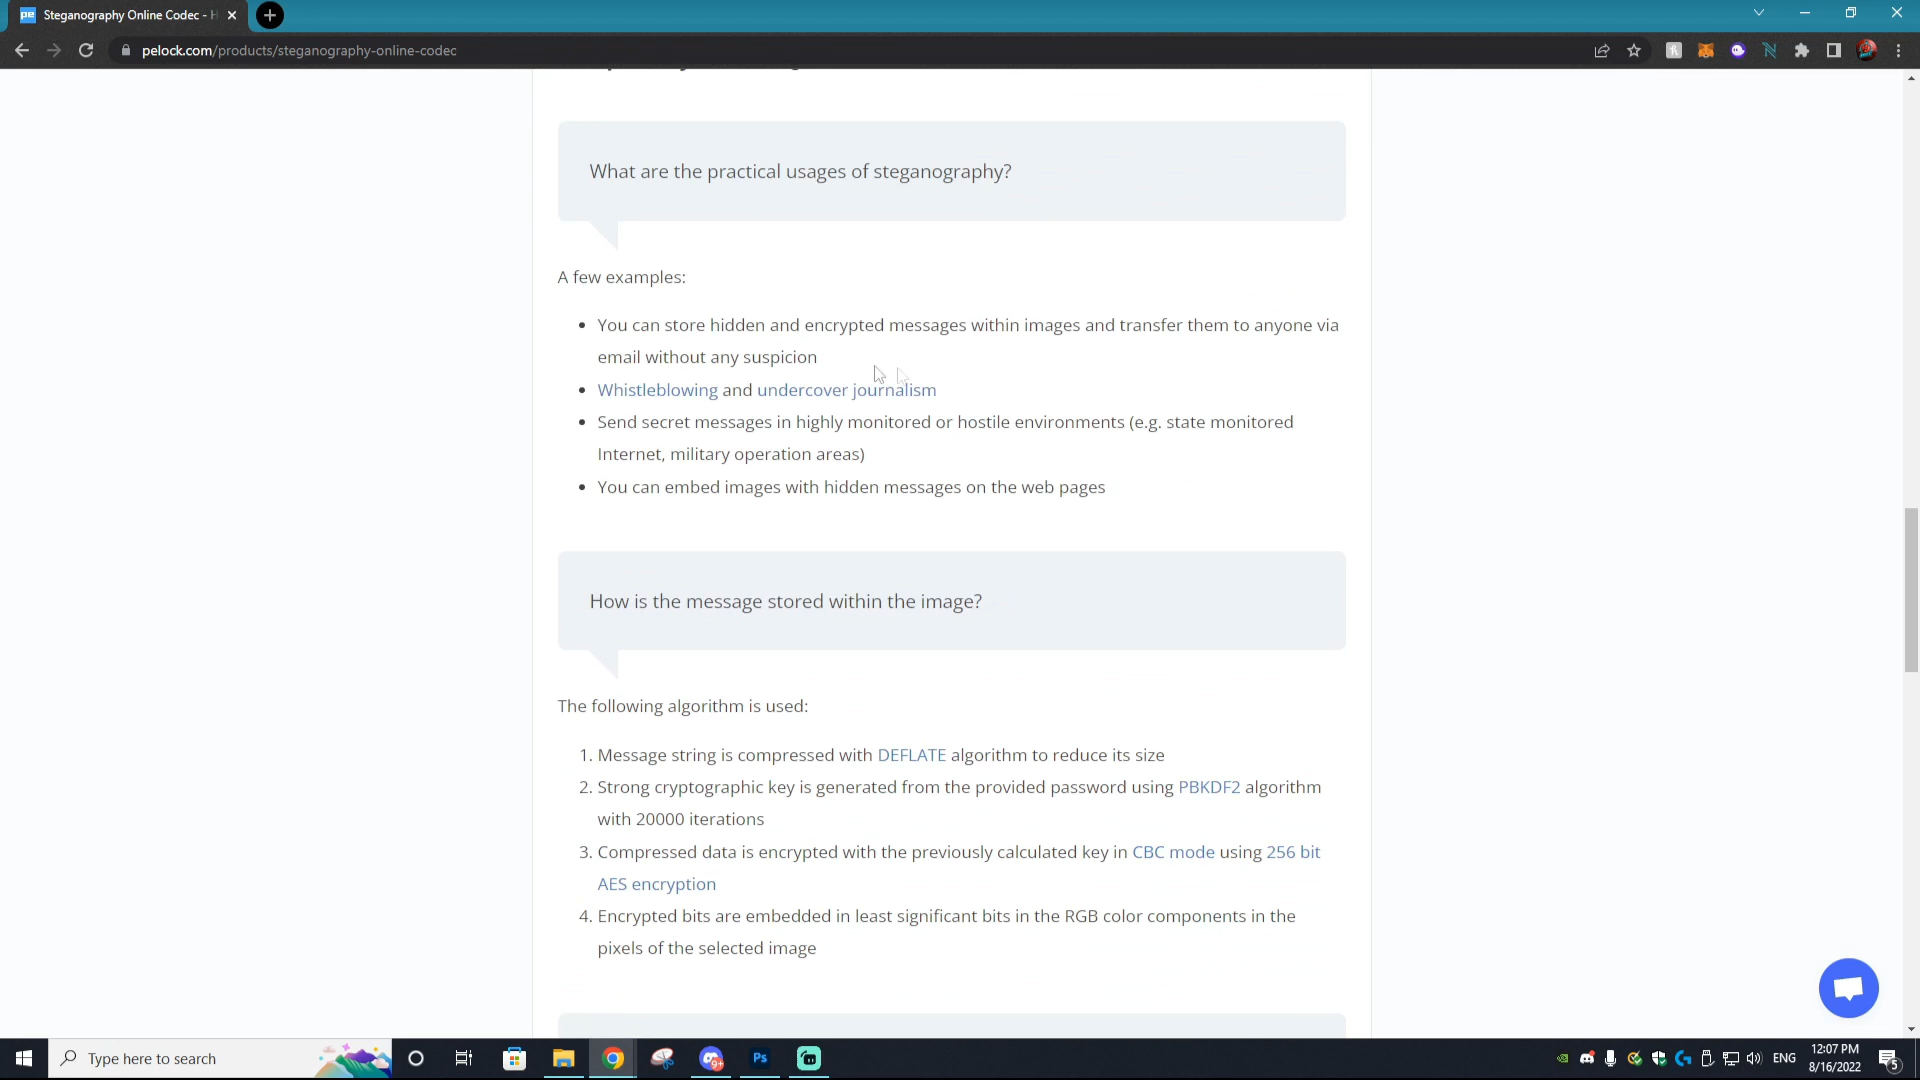 Steganography Online Codec - H
pelock.com/products/steganography-online-codec
What are the practical usages of steganography?
A few examples:
• You can store hidden and encrypted messages within images and transfer them to anyone via
email without any suspicion
• Whistleblowing and undercover journalism
• Send secret messages in highly monitored or hostile environments (e.g. state monitored
Internet, military operation areas)
• You can embed images with hidden messages on the web pages
How is the message stored within the image?
The following algorithm is used:
1. Message string is compressed with DEFLATE algorithm to reduce its size
2. Strong cryptographic key is generated from the provided password using PBKDF2 algorithm
with 20000 iterations
3. Compressed data is encrypted with the previously calculated key in CBC mode using 256 bit
AES encryption
4. Encrypted bits are embedded in least significant bits in the RGB color components in the
pixels of the selected image
Type here to search
Ps
ENG
12:07 PM
8/16/2022
5